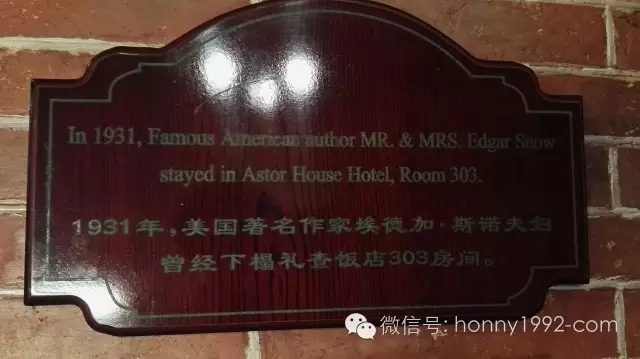 In 1931, Famous American author MR. & MRS. Edgar Snow
stayed in Astor House Hotel, Room 303.
1931年,美国著名作家埃德加·斯诺夫妇
曾经下榻礼查饭店303房间。
微信号: honny1992-com